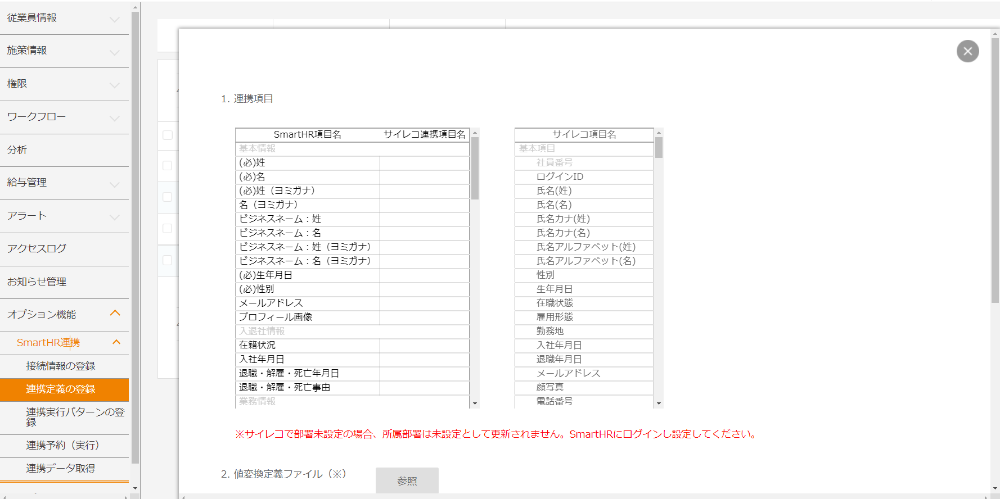 従業員情報
施策情報
権限
ワークフロー
分析
給与管理
アラート
アクセスログ
お知らせ管理
オプション機能
SmartHR連携
接続情報の登録
連携定義の登録
連携実行パターンの登
録
連携予約（実行）
連携データ取得
1. 連携項目
SmartHR項目名 サイレコ連携項目名
基本情報
(必)姓
(必)名
(必)姓（ヨミガナ）
名（ヨミガナ）
ビジネスネーム：姓
ビジネスネーム：名
ビジネスネーム：姓（ヨミガナ）
ビジネスネーム：名（ヨミガナ）
(必)生年月日
(必)性別
メールアドレス
プロフィール画像
入退社情報
在籍状況
入社年月日
退職・解雇・死亡年月日
退職・解雇・死亡事由
業務情報
サイレコ項目名
基本項目
社員番号
ログインID
氏名(姓)
氏名(名)
氏名カナ(姓)
氏名カナ(名)
氏名アルファベット(姓)
氏名アルファベット(名)
性別
生年月日
在職状態
雇用形態
勤務地
入社年月日
退職年月日
メールアドレス
顔写真
電話番号
※サイレコで部署未設定の場合、所属部署は未設定として更新されません。SmartHRにログインし設定してください。
2. 値変換定義ファイル（※）
参照